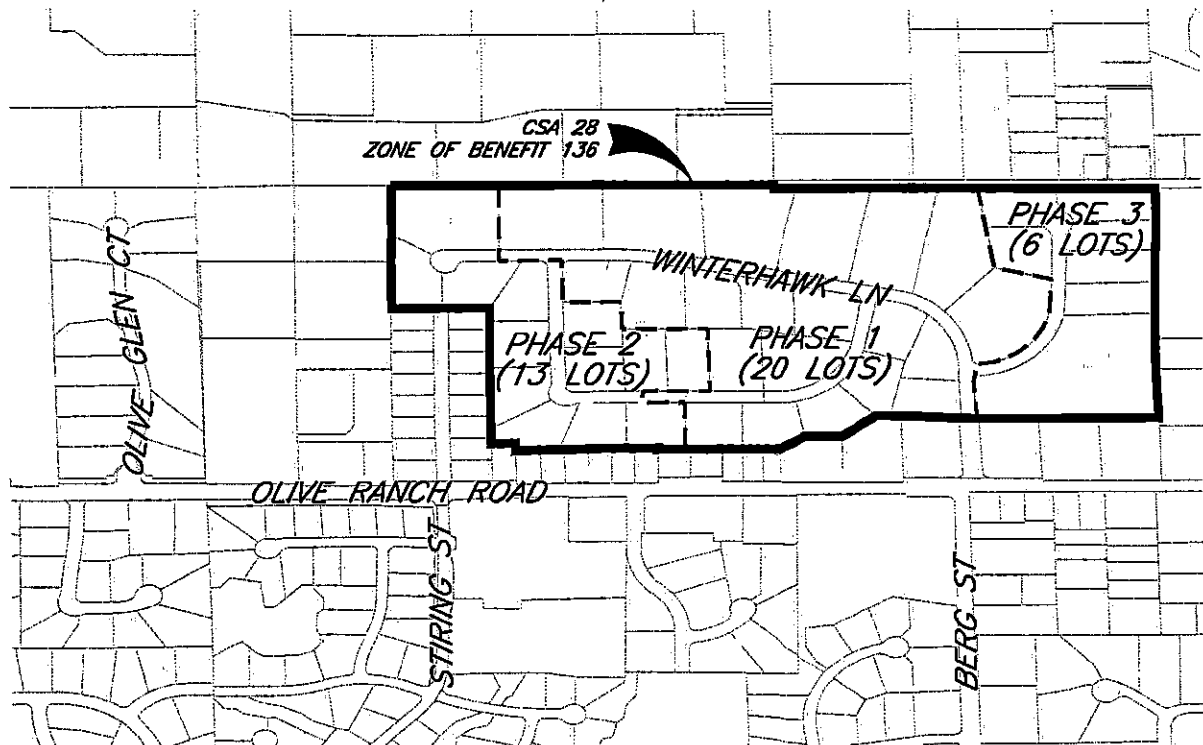 CSA 28
ZONE OF BENEFIT 136
PHASE 3
(6 LOTS)
OLIVE GLEN CT
WINTERHAWK LN
PHASE 2
(13 LOTS)
PHASE 1
(20 LOTS)
OLIVE RANCH ROAD
STIRING ST
BERG ST